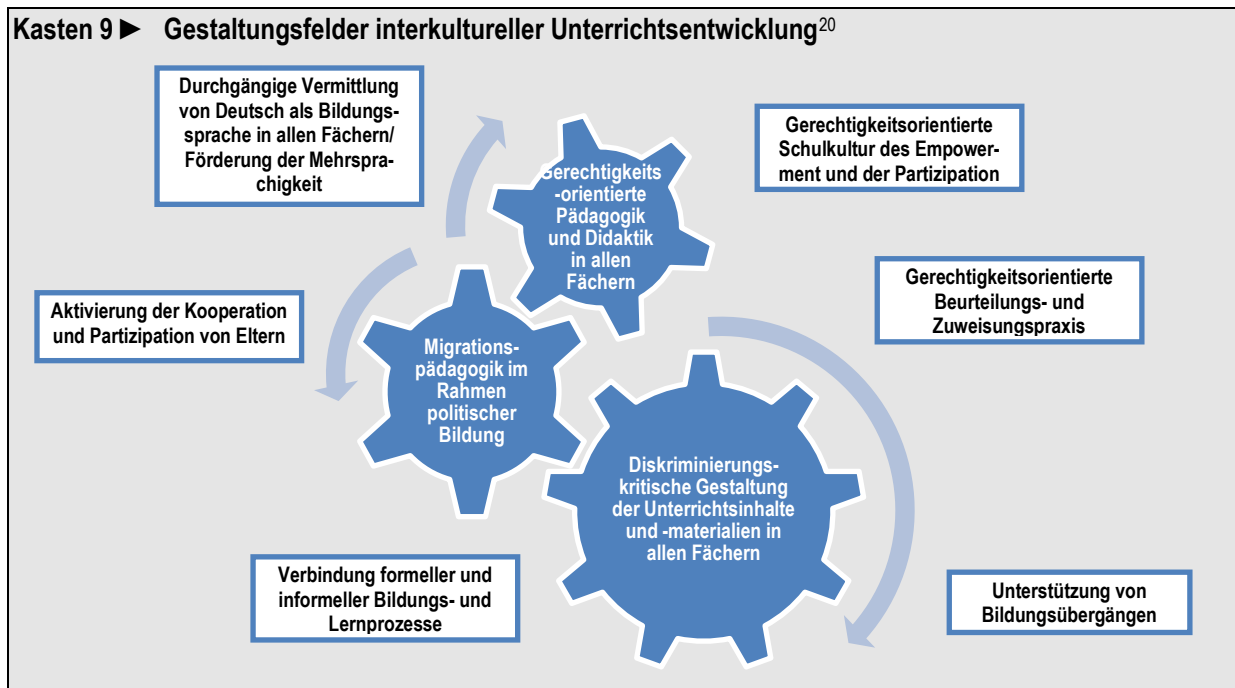 Kasten 9 ► Gestaltungsfelder interkultureller Unterrichtsentwicklung20
Durchgängige Vermittlung
von Deutsch als Bildungs-
sprache in allen Fächern/
Förderung der Mehrspra-
chigkeit
Gerechtigkeitsorientierte
Schulkultur des Empower-
ment und der Partizipation
Gerechtigkeits
-orientierte
Pädagogik
und Didaktik
in allen
Fächern
Aktivierung der Kooperation
und Partizipation von Eltern
Gerechtigkeitsorientierte
Beurteilungs- und
Zuweisungspraxis
Migrations-
pädagogik im
Rahmen
politischer
Bildung
Diskriminierungs-
kritische Gestaltung
der Unterrichtsinhalte
und -materialien in
allen Fächern
Verbindung formeller und
informeller Bildungs- und
Lernprozesse
Unterstützung von
Bildungsübergängen